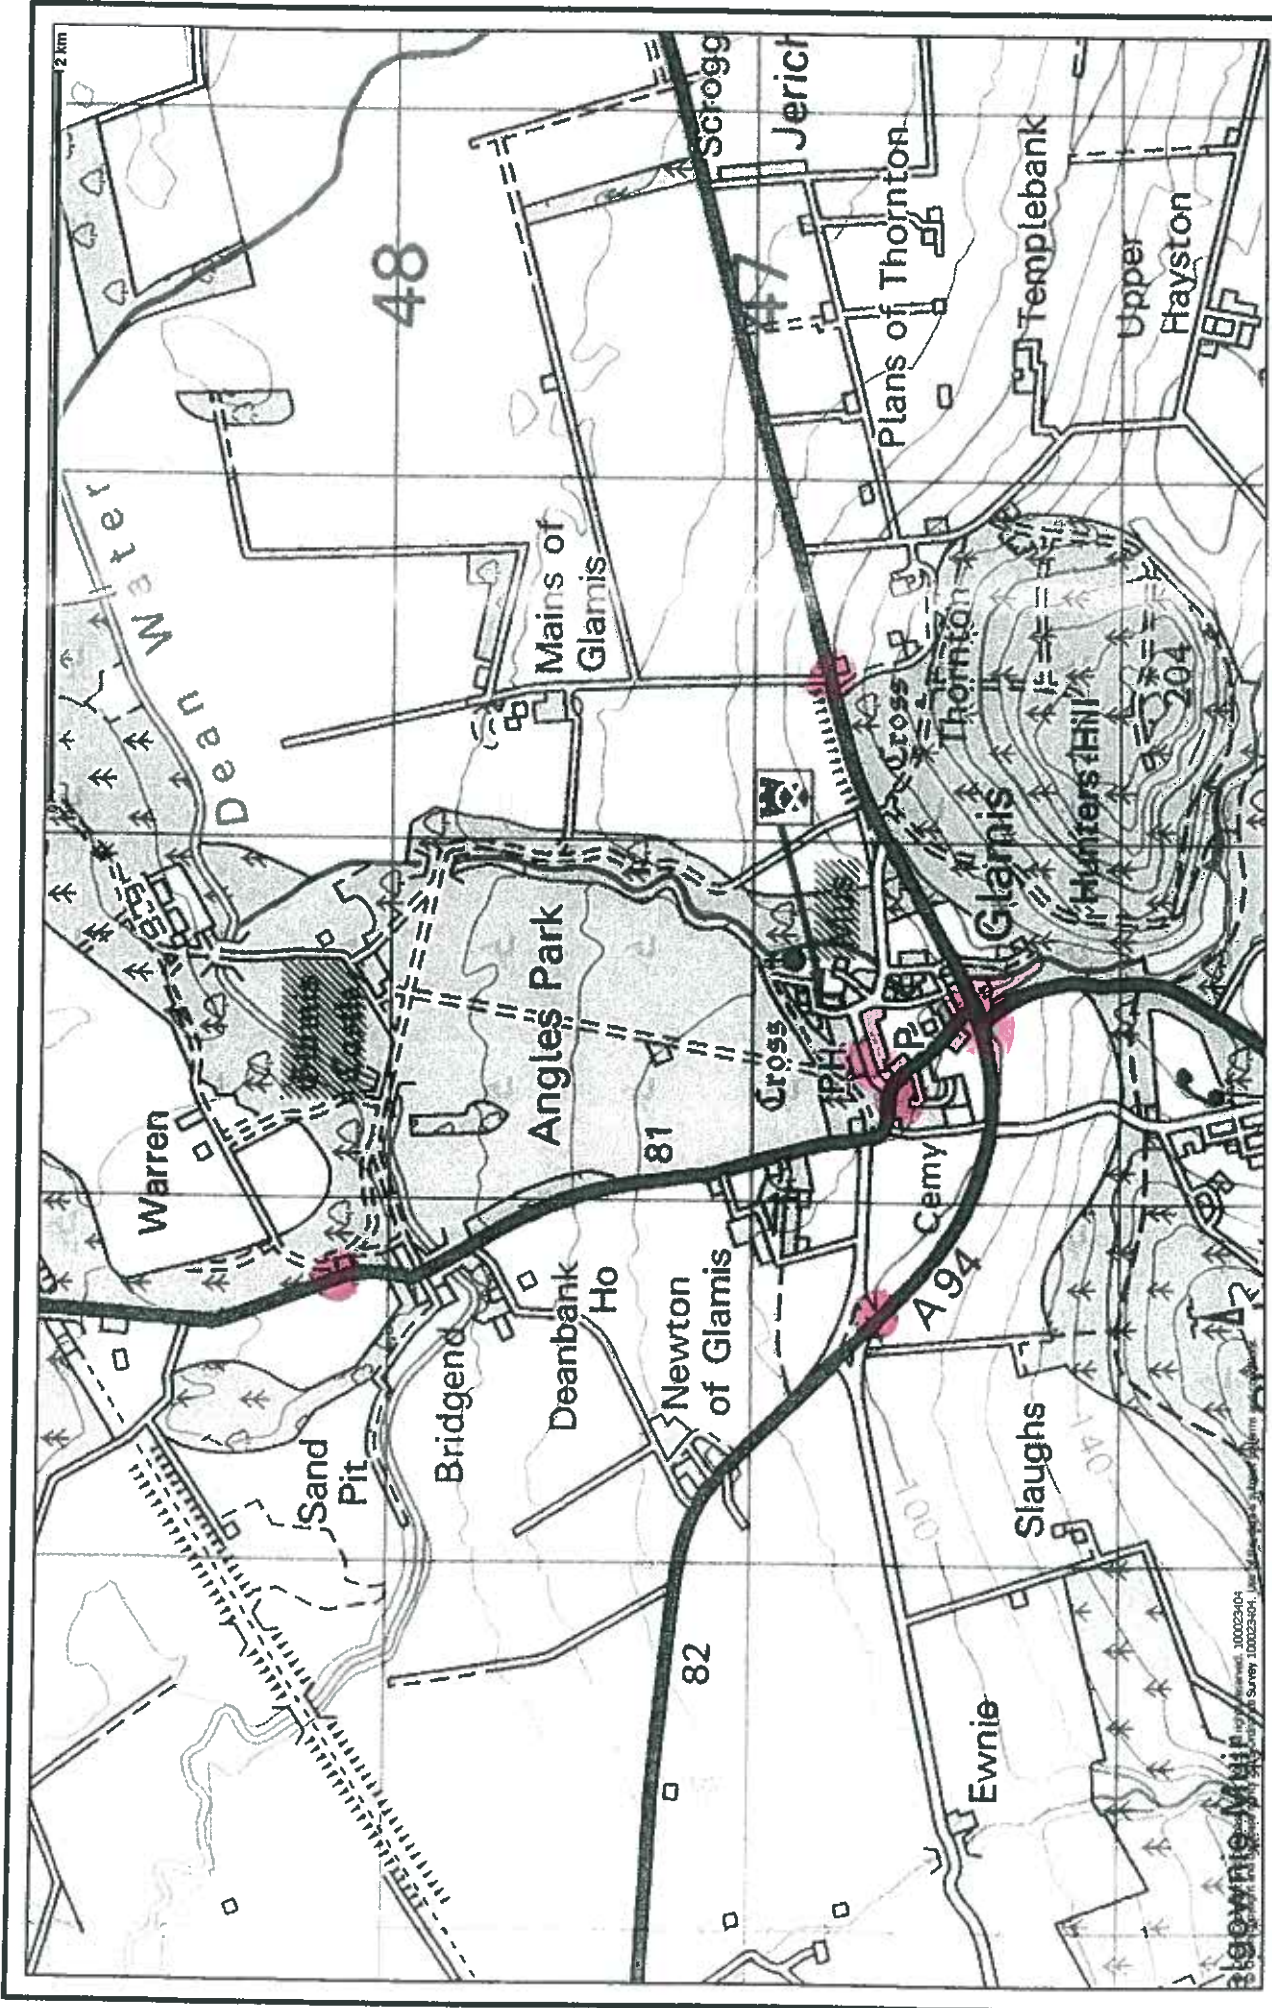 2 km
Dean Water
48
Scrogg
Jerich
47
Plans of Thornton
Templebank
Upper
Hayston
Mains of
Glamis
Thornton
Cross
Glamis
Hunters Hill
204
Warren
Angles Park
Cross
PH
P
81
Cemy
A 94
Bridgend
Deanbank
Ho
Newton
of Glamis
Sand
Pit
Slaughs
140
100
82
Ewnie